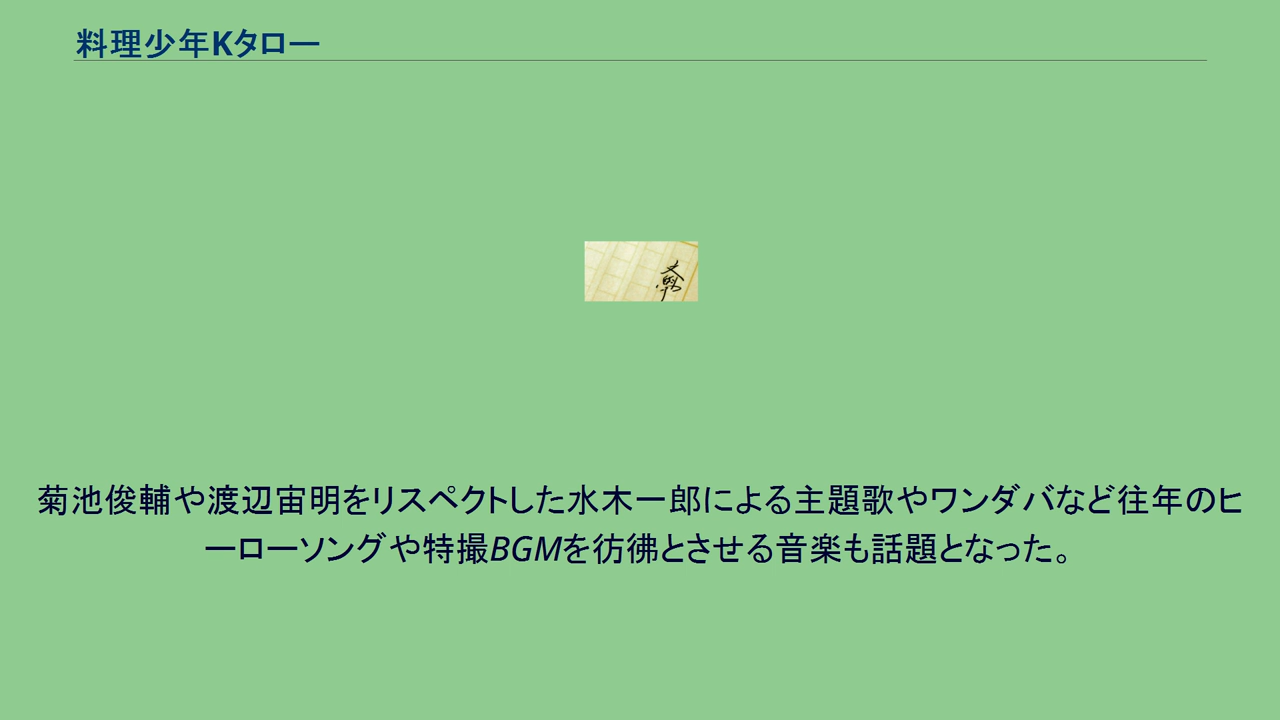 料理少年Kタロー
菊池俊輔や渡辺宙明をリスペクトした水木一郎による主題歌やワンダバなど往年のヒ
ーローソングや特撮BGMを彷彿とさせる音楽も話題となった。